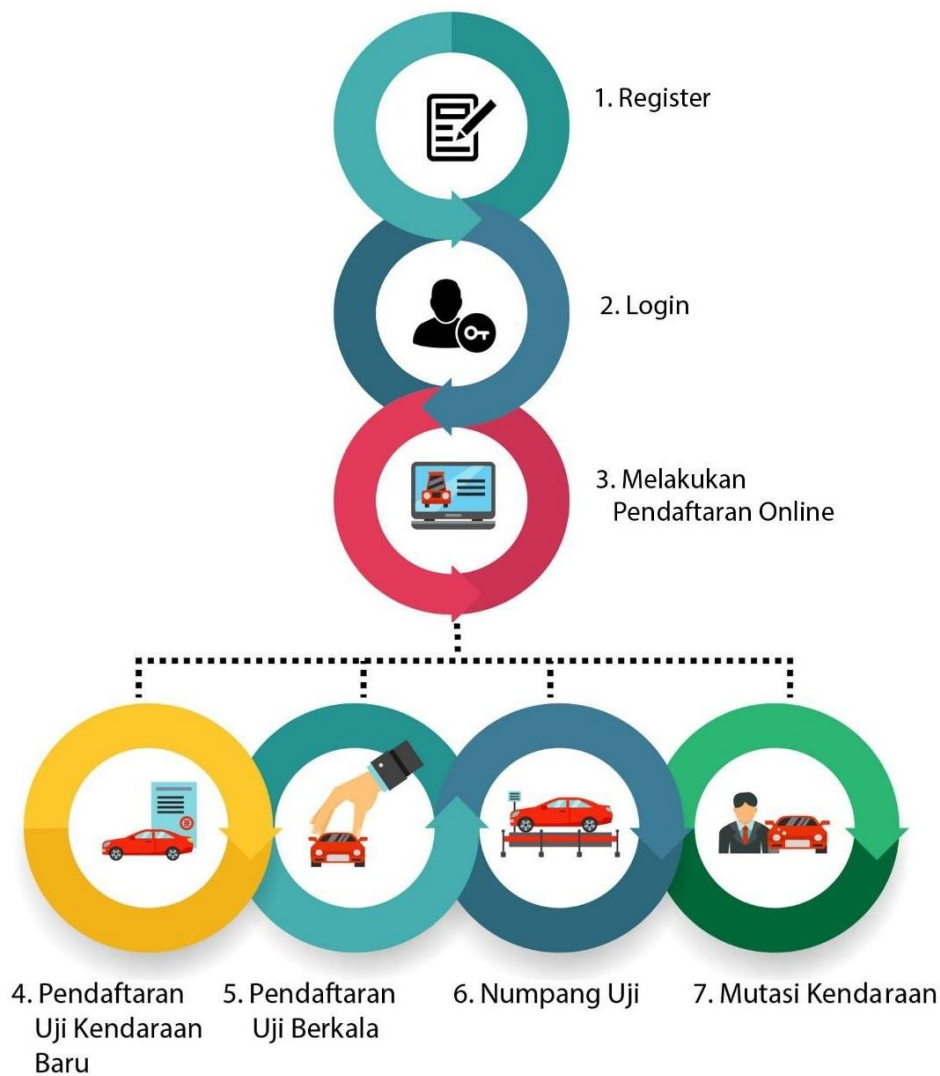 1. Register
2. Login
3. Melakukan
Pendaftaran Online
4. Pendaftaran
Uji Kendaraan
Baru
5. Pendaftaran
Uji Berkala
6. Numpang Uji
7. Mutasi Kendaraan